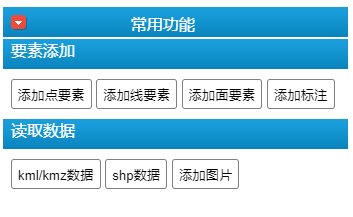 常用功能
要素添加
添加点要素 添加线要素 添加面要素 添加标注
读取数据
kml/kmz数据 shp数据 添加图片